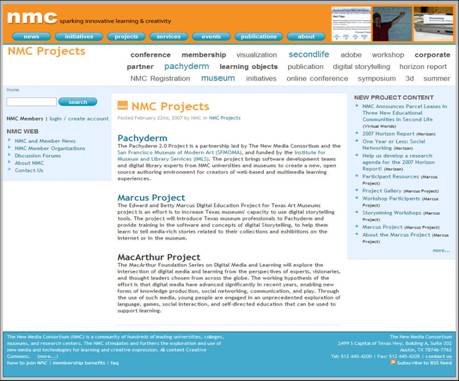 nmc sparking innovative learning & creativity
news initiatives projects services events publications about
NMC Projects
conference membership visualization secondlife adobe workshop corporate
partner pachyderm learning objects publication digital storytelling horizon report
NMC Registration museum initiatives online conference symposium 3d summer
Home
search
NMC Members : login / create account
NMC WEB
NMC and Member News
NMC Member Organizations
Discussion Forums
About NMC
Contact Us
NMC Projects
Posted February 22nd, 2007 by NMC in NMC Projects
Pachyderm
The Pachyderm 2.0 Project is a partnership led by The New Media Consortium and the
San Francisco Museum of Modern Art (SFMOMA), and funded by the Institute for
Museum and Library Services (IMLS). The project brings software development teams
and digital library experts from NMC universities and museums to create a new, open
source authoring environment for creators of web-based and multimedia learning
experiences.
Marcus Project
The Edward and Betty Marcus Digital Education Project for Texas Art Museums
project is an effort to increase Texas museums' capacity to use digital storytelling
tools. The project will introduce Texas museum professionals to Pachyderm and
provide training in the software and concepts of digital storytelling, to help them
learn to tell media-rich stories related to their collections and exhibitions on the
Internet or in the museum.
MacArthur Project
The MacArthur Foundation Series on Digital Media and Learning will explore the
intersection of digital media and learning from the perspectives of experts, visionaries,
and thought leaders chosen from across the globe. The working hypothesis of the
effort is that digital media have advanced significantly in recent years, enabling new
forms of knowledge production, social networking, communication, and play. Through
the use of such media, young people are engaged in an unprecedented exploration of
language, games, social interaction, and self-directed education that can be used to
support learning.
NEW PROJECT CONTENT
NMC Announces Parcel Leases in
Three New Educational
Communities in Second Life
(Virtual Worlds)
2007 Horizon Report (Horizon)
One Year or Less: Social
Networking (Horizon)
Help us develop a research
agenda for the 2007 Horizon
Report! (Horizon)
Participant Resources (Marcus
Project)
Project Gallery (Marcus Project)
Workshop Participants (Marcus
Project)
Storymining Workshops (Marcus
Project)
Marcus Project (Marcus Project)
About the Marcus Project (Marcus
Project)
more...
The New Media Consortium (NMC) is a community of hundreds of leading universities, colleges,
museums, and research centers. The NMC stimulates and furthers the exploration and use of
new media and technologies for learning and creative expression. All content Creative
Commons. (more...)
How to join NMC | membership benefits | faq
The New Media Consortium
2499 S Capital of Texas Hwy, Building A, Suite 202
Austin, TX 78746-7762
Tel: 512 445-4200 | Fax: 512 445-4205 | contact us
Subscribe to RSS Feed